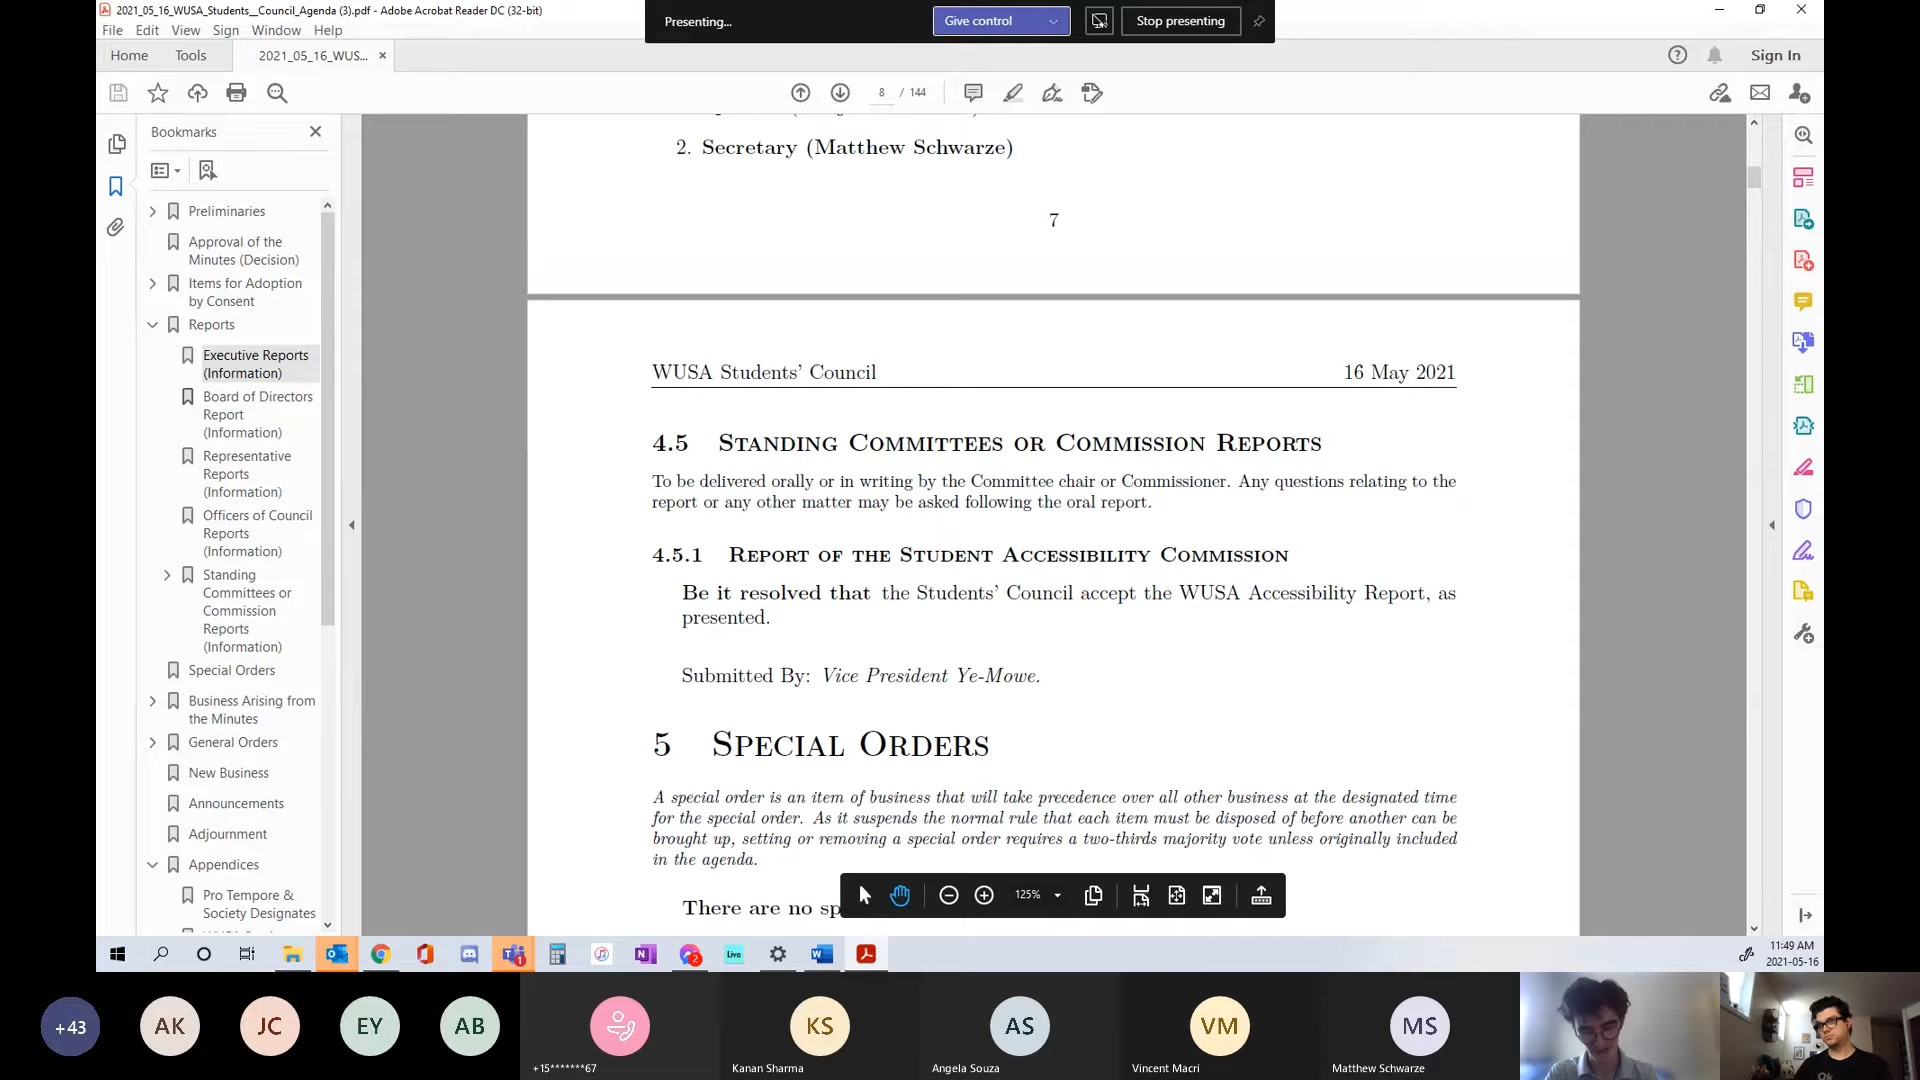 2021_05_16_WUSA_Students__Council_Agenda (3).pdf - Adobe Acrobat Reader DC (32-bit)
File Edit View Sign Window Help
Presenting...
Give control
Stop presenting
Home Tools 2021_05_16_WUS... ×
Sign In
8 / 144
Bookmarks
Preliminaries
Approval of the
Minutes (Decision)
Items for Adoption
by Consent
Reports
Executive Reports
(Information)
Board of Directors
Report
(Information)
Representative
Reports
(Information)
Officers of Council
Reports
(Information)
Standing
Committees or
Commission
Reports
(Information)
Special Orders
Business Arising from
the Minutes
General Orders
New Business
Announcements
Adjournment
Appendices
Pro Tempore &
Society Designates
2. Secretary (Matthew Schwarze)
7
WUSA Students' Council 16 May 2021
4.5 Standing Committees or Commission Reports
To be delivered orally or in writing by the Committee chair or Commissioner. Any questions relating to the
report or any other matter may be asked following the oral report.
4.5.1 Report of the Student Accessibility Commission
Be it resolved that the Students' Council accept the WUSA Accessibility Report, as
presented.
Submitted By: Vice President Ye-Mowe.
5 Special Orders
A special order is an item of business that will take precedence over all other business at the designated time
for the special order. As it suspends the normal rule that each item must be disposed of before another can be
brought up, setting or removing a special order requires a two-thirds majority vote unless originally included
in the agenda.
There are no sp
125%
Live
2
1
11:49 AM
2021-05-16
+43
AK
JC
EY
AB
KS
AS
VM
MS
+15*******67
Kanan Sharma
Angela Souza
Vincent Macri
Matthew Schwarze